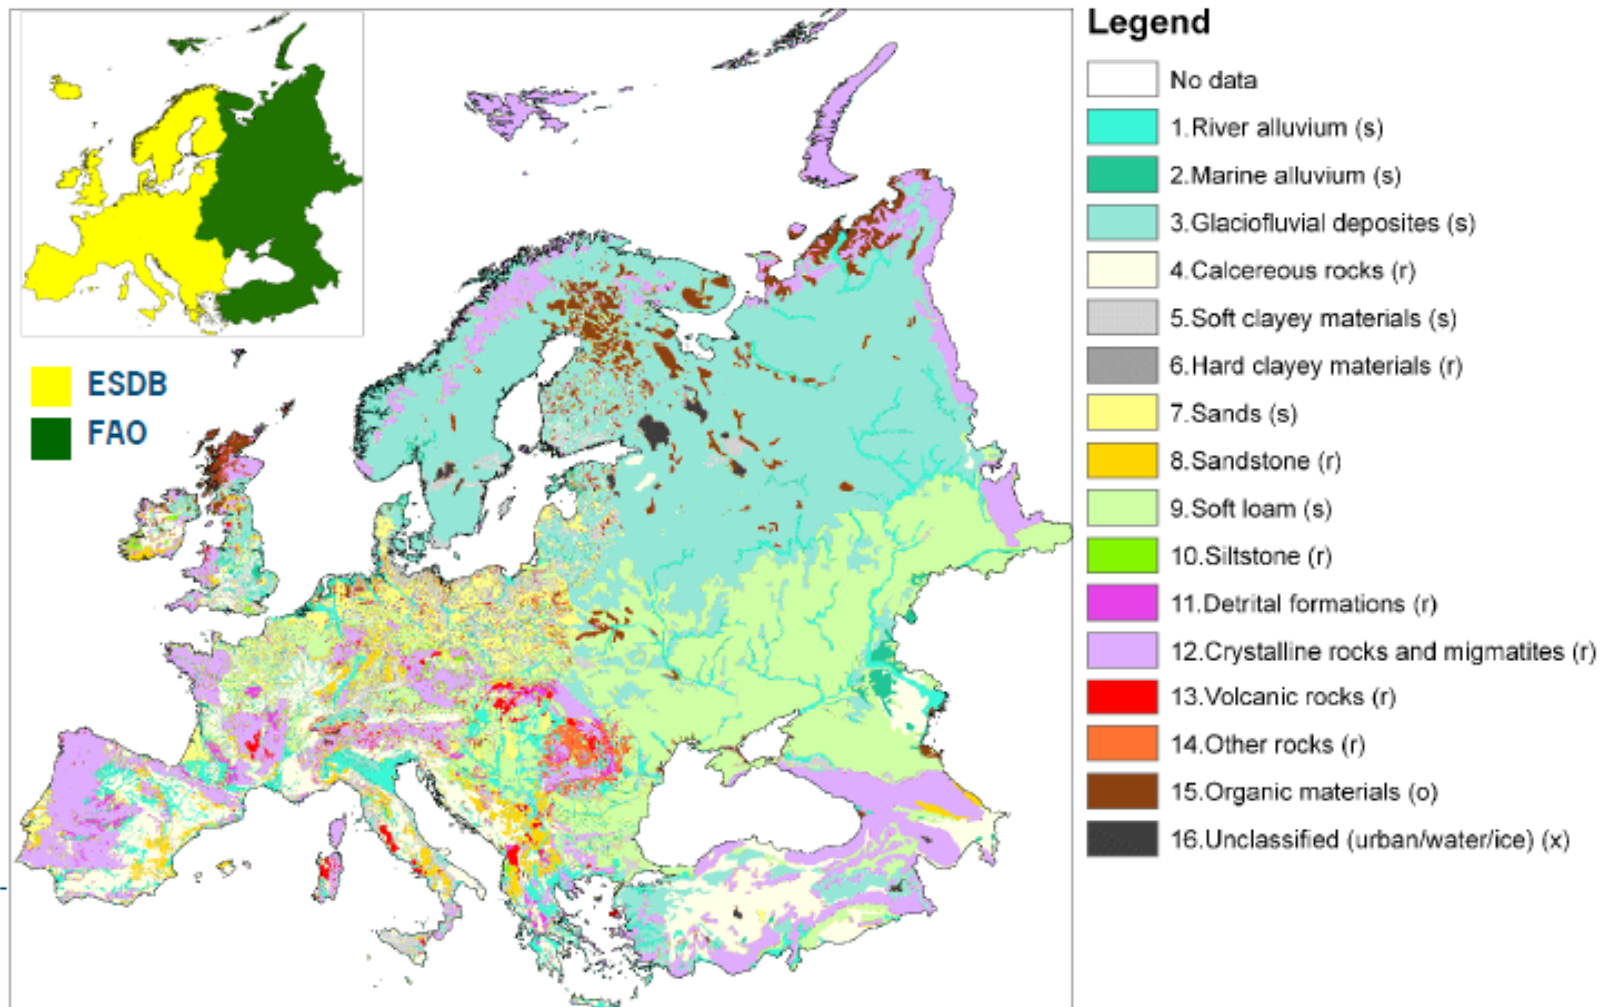 ESDB
FAO
Legend
No data
1.River alluvium (s)
2.Marine alluvium (s)
3.Glaciofluvial deposites (s)
4.Calcereous rocks (r)
5.Soft clayey materials (s)
6.Hard clayey materials (r)
7.Sands (s)
8.Sandstone (r)
9.Soft loam (s)
10.Siltstone (r)
11.Detrital formations (r)
12.Crystalline rocks and migmatites (r)
13.Volcanic rocks (r)
14.Other rocks (r)
15.Organic materials (o)
16.Unclassified (urban/water/ice) (x)